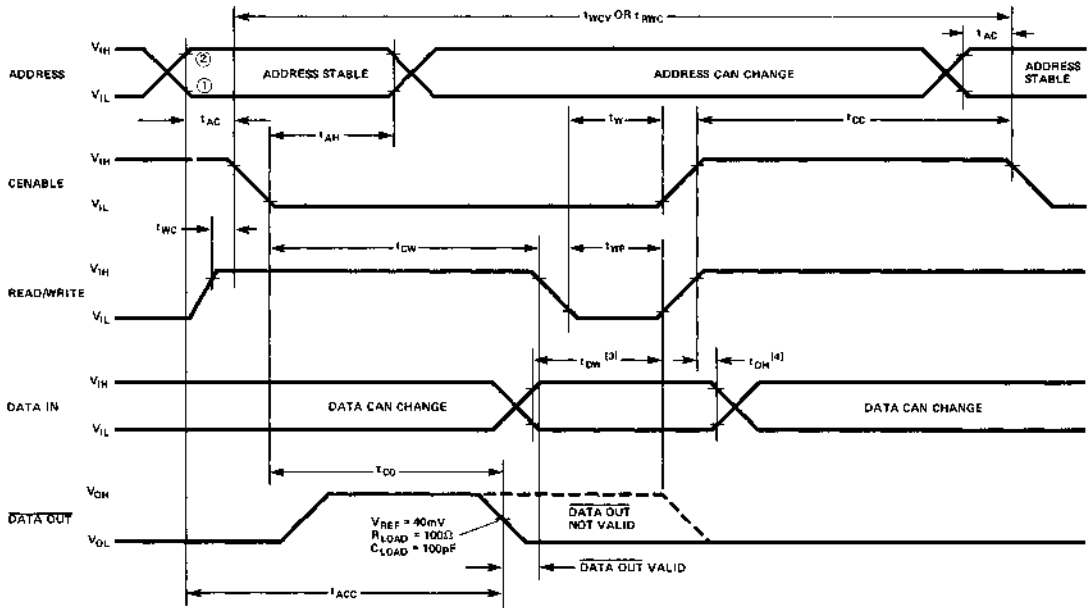 tWCY OR tRWC
tAC
VIH
② 
ADDRESS
ADDRESS STABLE
ADDRESS CAN CHANGE
ADDRESS STABLE
①
VIL
tAC
tAH
tW
tCC
VIH
CENABLE
VIL
tWC
tCW
tWP
VIH
READ/WRITE
VIL
tDW [3]
tDH [4]
VIH
DATA IN
DATA CAN CHANGE
DATA CAN CHANGE
VIL
tCO
VOH
DATA OUT
VREF = 40mV
RLOAD = 100Ω
CLOAD = 100pF
DATA OUT
NOT VALID
VOL
DATA OUT VALID
tACC